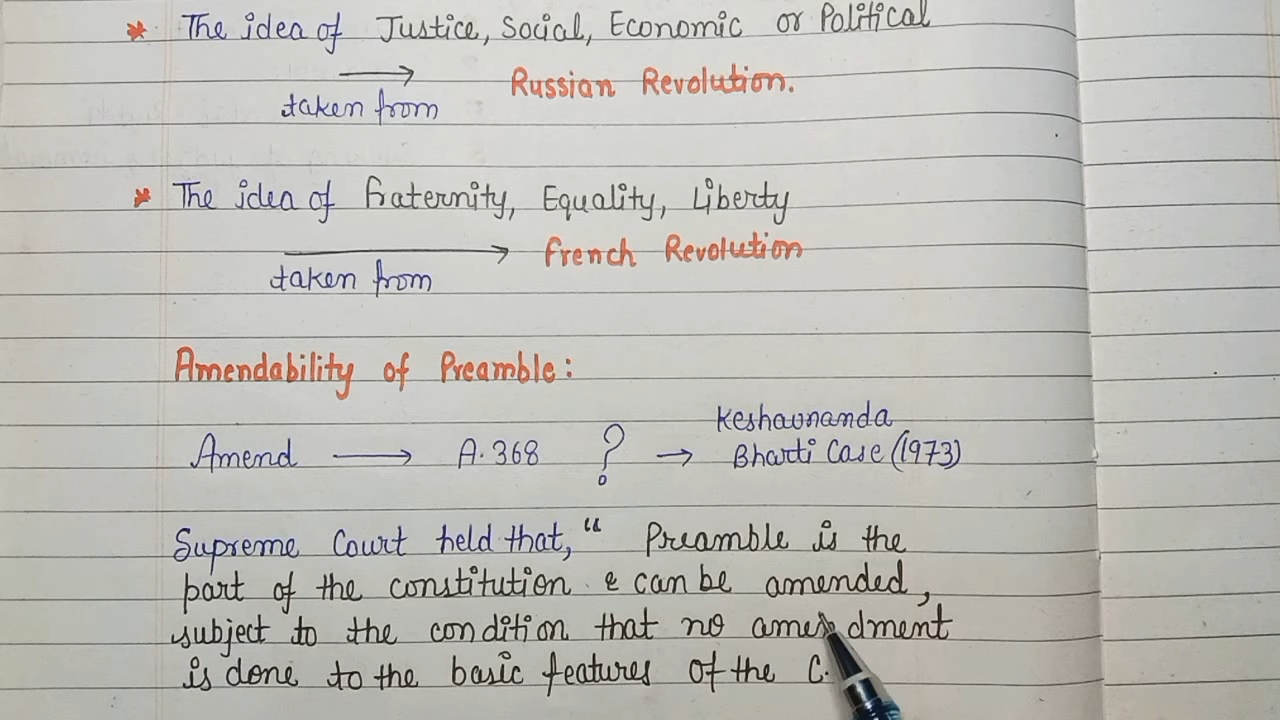 * The idea of Justice, Social, Economic or Political
→ Russian Revolution.
taken from
* The idea of fraternity, Equality, Liberty
→ french Revolution
taken from
Amendability of Preamble:
Keshavnanda
Amend → A.368 ? → Bharti Case (1973)
Supreme Court held that, “ Preamble is the
part of the constitution & can be amended,
subject to the condition that no amendment
is done to the basic features of the C.